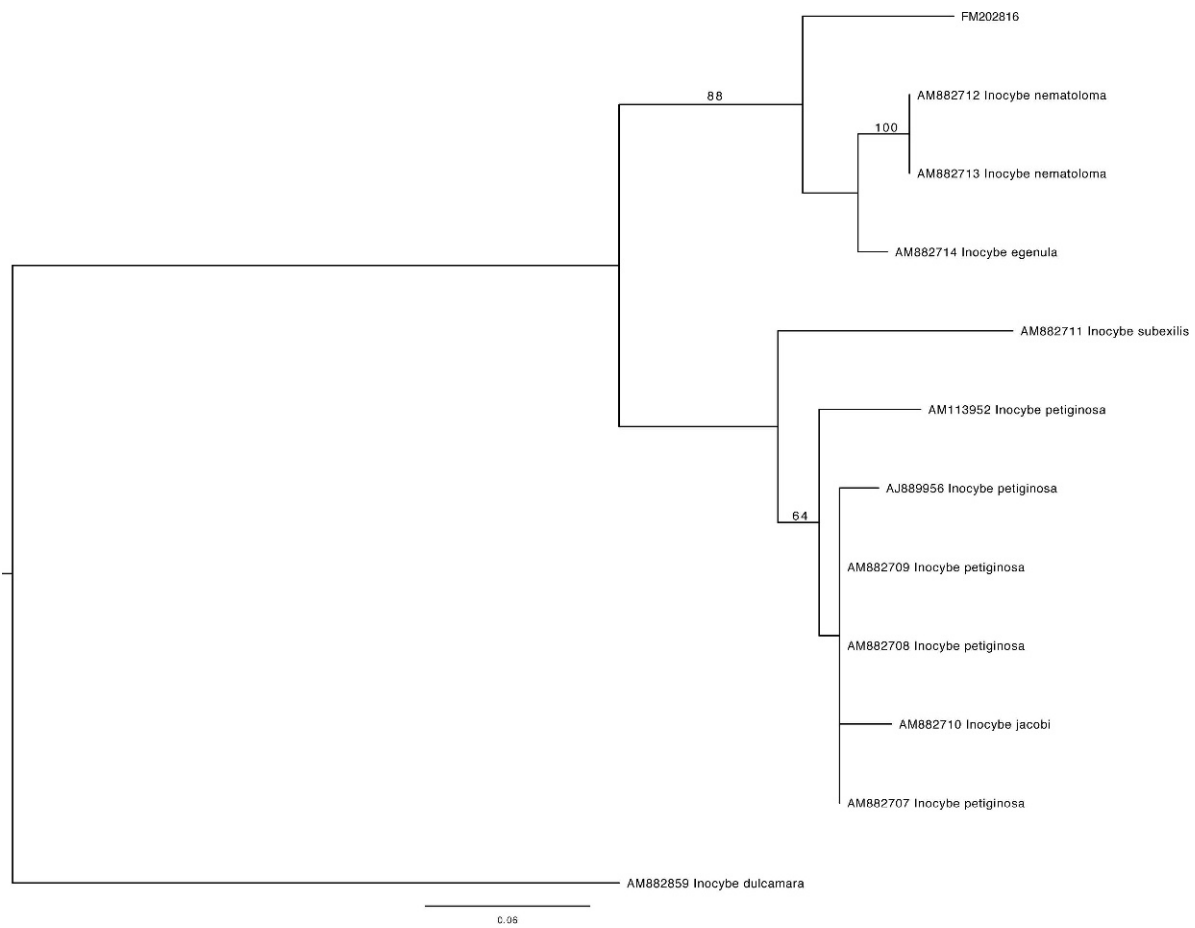 FM202816
88
AM882712 Inocybe nematoloma
100
AM882713 Inocybe nematoloma
AM882714 Inocybe egenula
AM882711 Inocybe subexilis
AM113952 Inocybe petiginosa
AJ889956 Inocybe petiginosa
64
AM882709 Inocybe petiginosa
AM882708 Inocybe petiginosa
AM882710 Inocybe jacobi
AM882707 Inocybe petiginosa
AM882859 Inocybe dulcamara
0.06